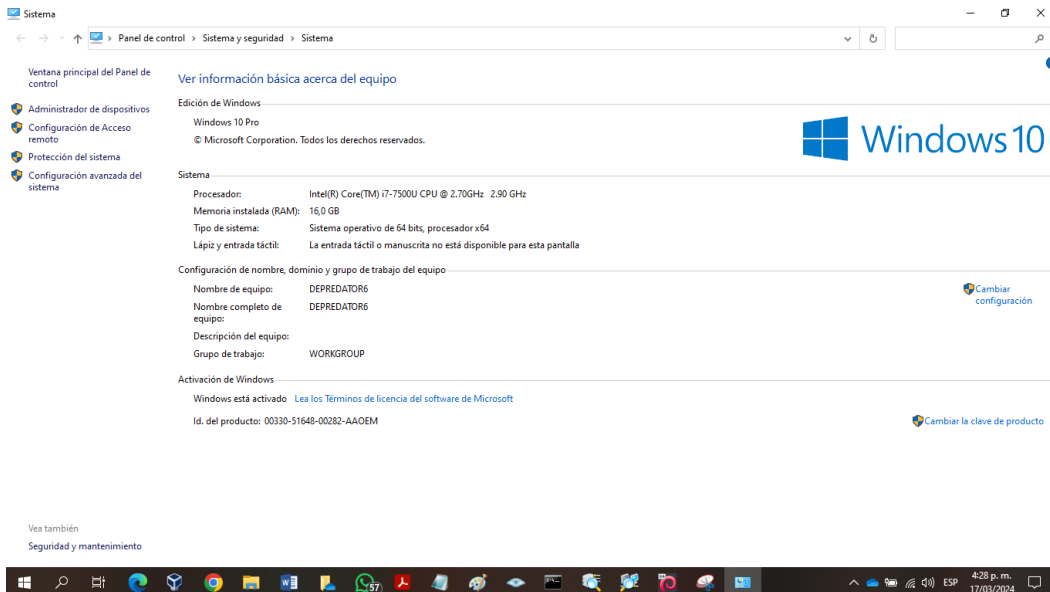 Sistema
Panel de control > Sistema y seguridad > Sistema
Ventana principal del Panel de
control
Administrador de dispositivos
Configuración de Acceso
remoto
Protección del sistema
Configuración avanzada del
sistema
Ver información básica acerca del equipo
Edición de Windows
Windows 10 Pro
© Microsoft Corporation. Todos los derechos reservados.
Windows 10
Sistema
Procesador: Intel(R) Core(TM) i7-7500U CPU @ 2.70GHz 2.90 GHz
Memoria instalada (RAM): 16,0 GB
Tipo de sistema: Sistema operativo de 64 bits, procesador x64
Lápiz y entrada táctil: La entrada táctil o manuscrita no está disponible para esta pantalla
Configuración de nombre, dominio y grupo de trabajo del equipo
Nombre de equipo: DEPREDATOR6
Cambiar
configuración
Nombre completo de
equipo:
DEPREDATOR6
Descripción del equipo:
Grupo de trabajo: WORKGROUP
Activación de Windows
Windows está activado Lea los Términos de licencia del software de Microsoft
Id. del producto: 00330-51648-00282-AAOEM
Cambiar la clave de producto
Vea también
Seguridad y mantenimiento
57
ESP
4:28 p. m.
17/03/2024